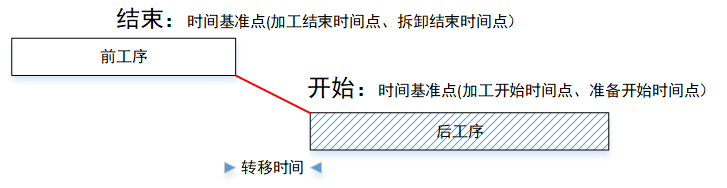 结束：时间基准点(加工结束时间点、拆卸结束时间点）
前工序
开始：时间基准点(加工开始时间点、准备开始时间点）
后工序
转移时间